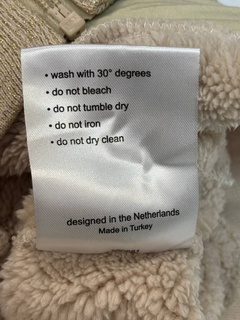 • wash with 30° degrees
• do not bleach
• do not tumble dry
• do not iron
• do not dry clean
designed in the Netherlands
Made in Turkey